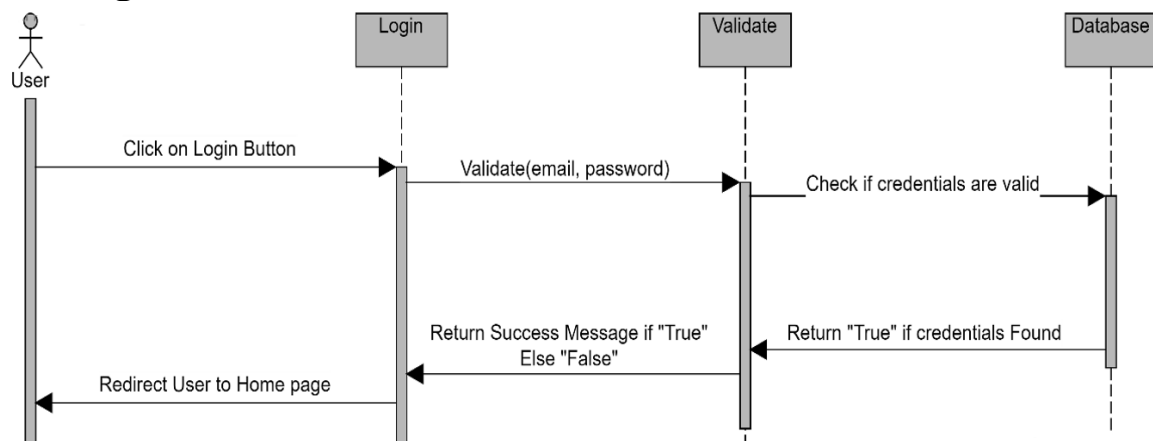 Login
Validate
Database
User
Click on Login Button
Validate(email, password)
Check if credentials are valid
Return Success Message if "True"
Else "False"
Return "True" if credentials Found
Redirect User to Home page